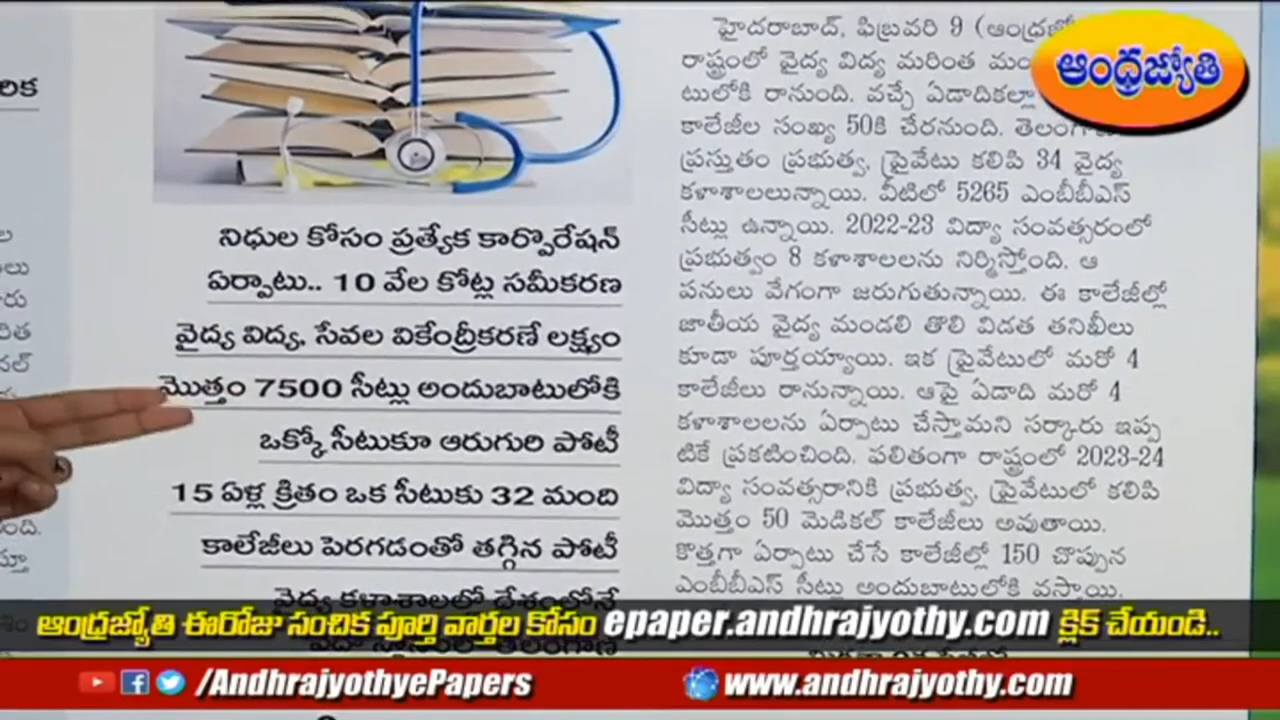 రిక
నిధుల కోసం ప్రత్యేక కార్పొరేషన్
ఏర్పాటు.. 10 వేల కోట్ల సమీకరణ
వైద్య విద్య, సేవల వికేంద్రీకరణే లక్ష్యం
మొత్తం 7500 సీట్లు అందుబాటులోకి
ఒక్కో సీటుకూ ఆరుగురి పోటీ
15 ఏళ్ల క్రితం ఒక సీటుకు 32 మంది
కాలేజీలు పెరగడంతో తగ్గిన పోటీ
వైద్య కళాశాలల్లో దేశంలోనే
హైదరాబాద్, ఫిబ్రవరి 9 (ఆంధ్రజ్యో
రాష్ట్రంలో వైద్య విద్య మరింత మం
టులోకి రానుంది. వచ్చే ఏడాదికల్లా
కాలేజీల సంఖ్య 50కి చేరనుంది.
ప్రస్తుతం ప్రభుత్వ, ప్రైవేటు కలిపి 34 వైద్య
కళాశాలలున్నాయి. వీటిలో 5265 ఎంబీబీఎస్
సీట్లు ఉన్నాయి. 2022-23 విద్యా సంవత్సరంలో
ప్రభుత్వం 8 కళాశాలలను నిర్మిస్తోంది. ఆ
పనులు వేగంగా జరుగుతున్నాయి. ఈ కాలేజీల్లో
జాతీయ వైద్య మండలి తొలి విడత తనిఖీలు
కూడా పూర్తయ్యాయి. ఇక ప్రైవేటులో మరో 4
కాలేజీలు రానున్నాయి. ఆపై ఏడాది మరో 4
కళాశాలలను ఏర్పాటు చేస్తామని సర్కారు ఇప్ప
టికే ప్రకటించింది. ఫలితంగా రాష్ట్రంలో 2023-24
విద్యా సంవత్సరానికి ప్రభుత్వ, ప్రైవేటులో కలిపి
మొత్తం 50 మెడికల్ కాలేజీలు అవుతాయి.
కొత్తగా ఏర్పాటు చేసే కాలేజీల్లో 150 చొప్పున
ఎంబీబీఎస్ సీట్లు అందుబాటులోకి వస్తాయి.
ఆంధ్రజ్యోతి
ఆంధ్రజ్యోతి ఈరోజు సంచిక పూర్తి వార్తల కోసం epaper.andhrajyothy.com క్లిక్ చేయండి..
/AndhrajyothyePapers www.andhrajyothy.com